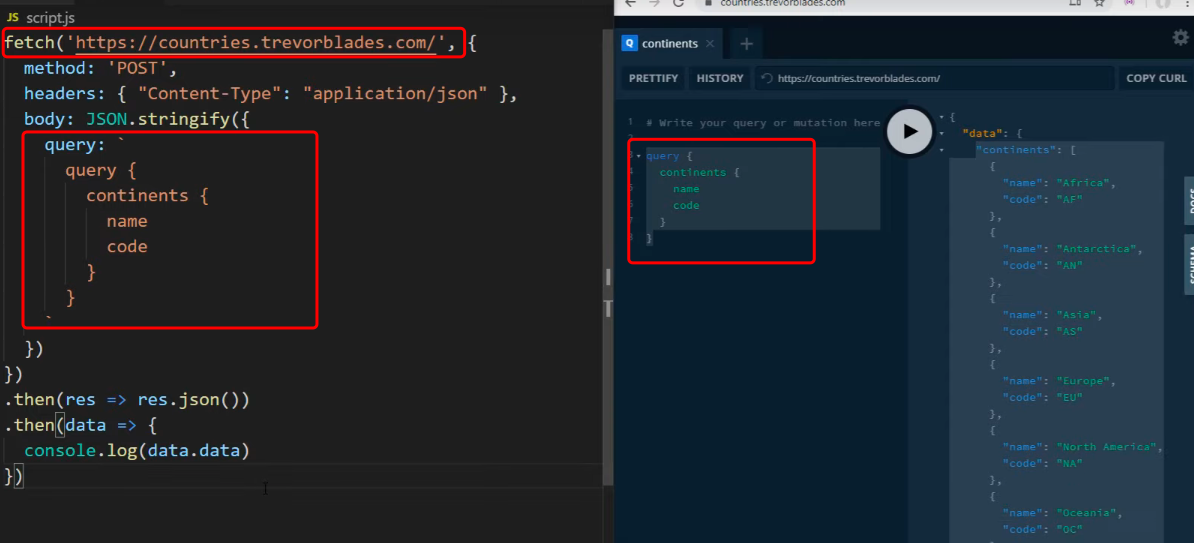 JS script.js
fetch('https://countries.trevorblades.com/', {
method: 'POST',
headers: { "Content-Type": "application/json" },
body: JSON.stringify({
query: `
query {
continents {
name
code
}
}
`
})
})
.then(res => res.json())
.then(data => {
console.log(data.data)
})
countries.trevorblades.com
Q continents
PRETTIFY HISTORY https://countries.trevorblades.com/ COPY CURL
1 # Write your query or mutation here
2
3 query {
4 continents {
5 name
6 code
7 }
8 }
{
"data": {
"continents": [
{
"name": "Africa",
"code": "AF"
},
{
"name": "Antarctica",
"code": "AN"
},
{
"name": "Asia",
"code": "AS"
},
{
"name": "Europe",
"code": "EU"
},
{
"name": "North America",
"code": "NA"
},
{
"name": "Oceania",
"code": "OC"
},
DOCS
SCHEMA